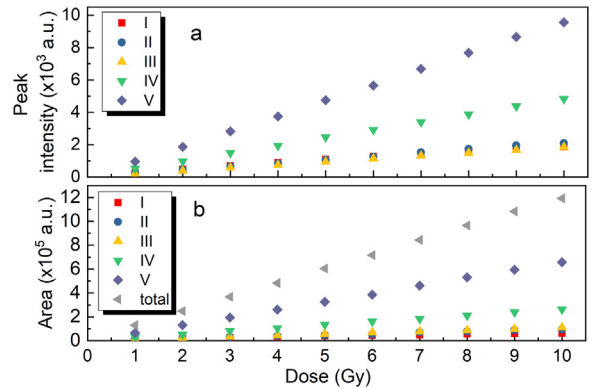 10
8
6
4
2
0
Peak
intensity (x10³ a.u.)
I
II
III
IV
V
a
12
10
8
6
4
2
0
Area (x10⁵ a.u.)
I
II
III
IV
V
total
b
0 1 2 3 4 5 6 7 8 9 10
Dose (Gy)